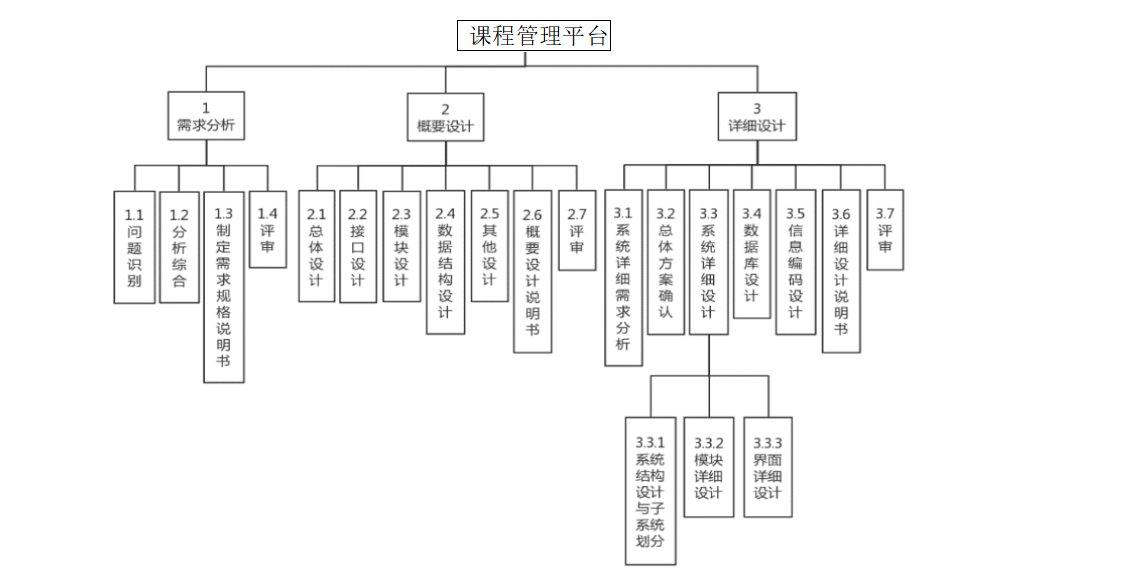 课程管理平台
1
需求分析
2
概要设计
3
详细设计
1.1
问题识别
1.2
分析综合
1.3
制定需求规格说明书
1.4
评审
2.1
总体设计
2.2
接口设计
2.3
模块设计
2.4
数据结构设计
2.5
其他设计
2.6
概要设计说明书
2.7
评审
3.1
系统详细需求分析
3.2
总体方案确认
3.3
系统详细设计
3.4
数据库设计
3.5
信息编码设计
3.6
详细设计说明书
3.7
评审
3.3.1
系统
结构
设计
与子
系统
划分
3.3.2
模块
详细
设计
3.3.3
界面
详细
设计